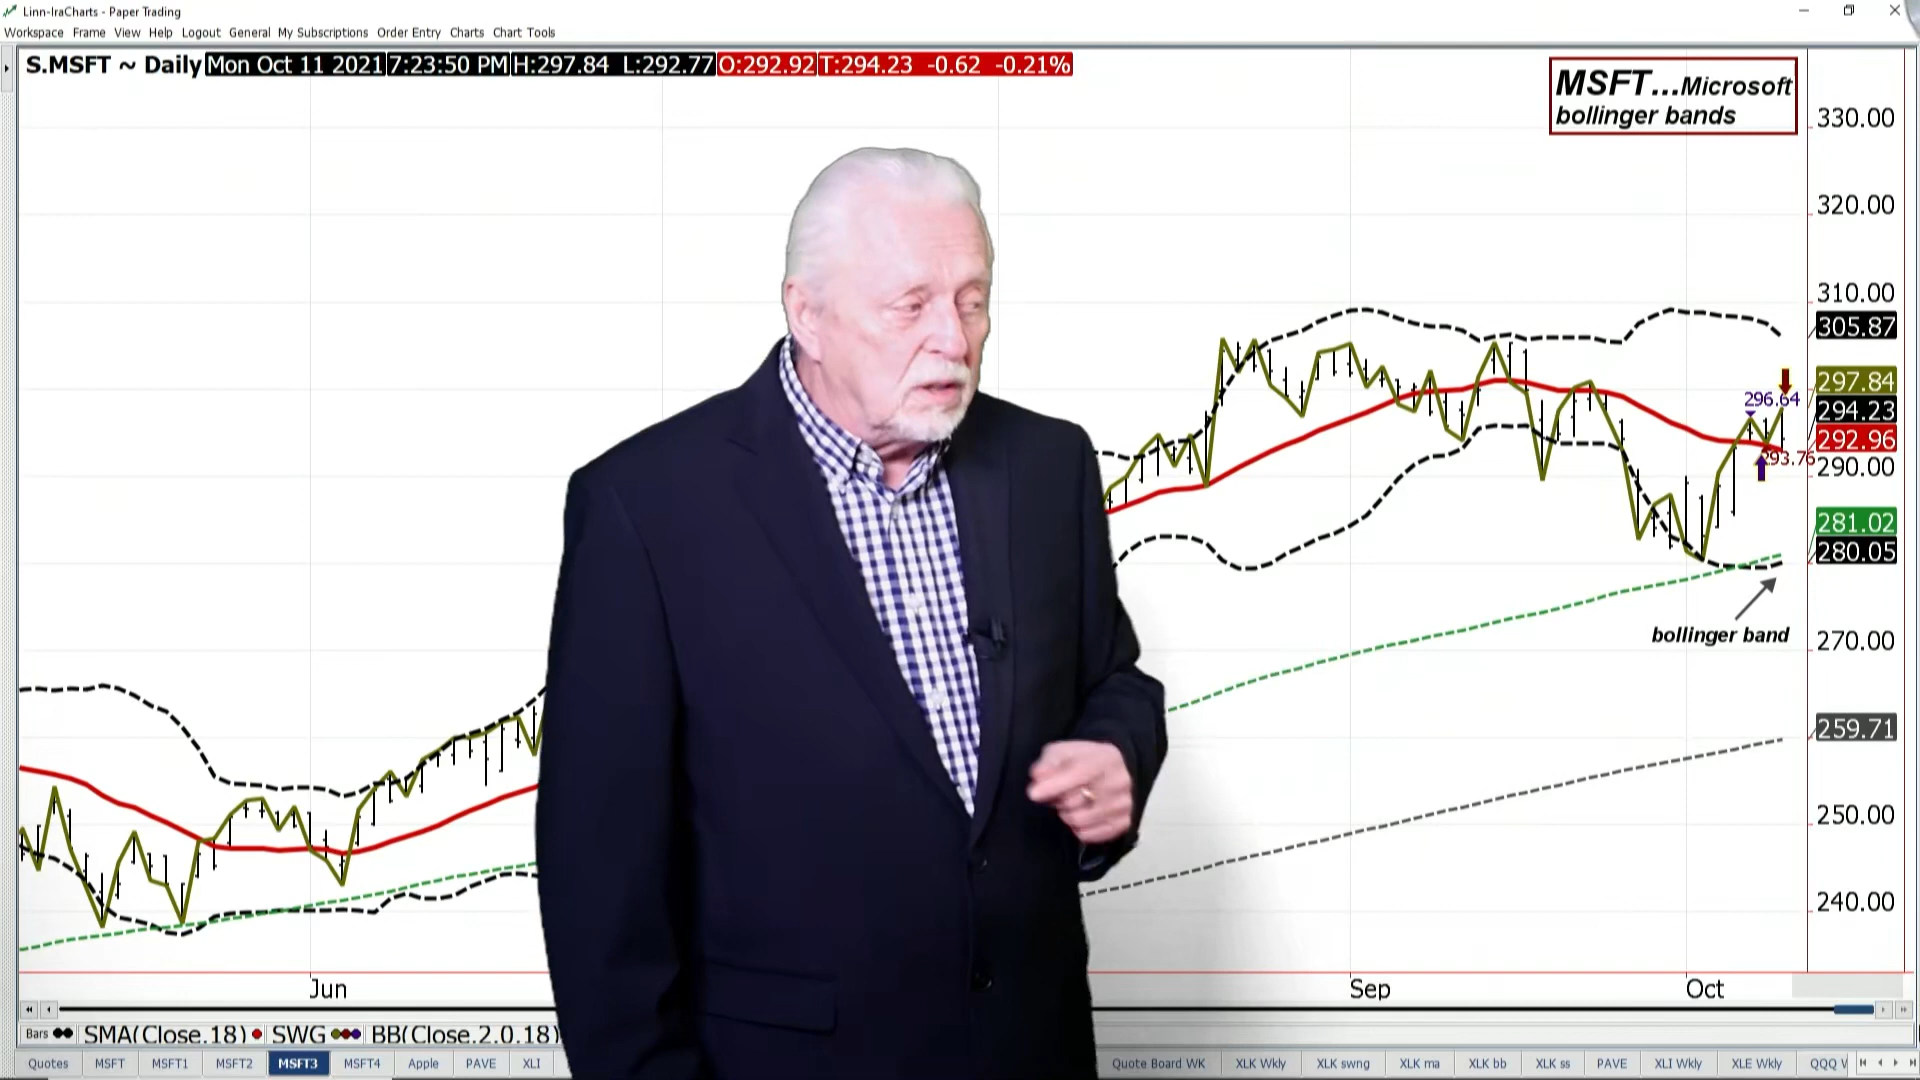 Linn-IraCharts - Paper Trading
Workspace Frame View Help Logout General My Subscriptions Order Entry Charts Chart Tools
S.MSFT ~ Daily Mon Oct 11 2021 7:23:50 PM H:297.84 L:292.77 O:292.92 T:294.23 -0.62 -0.21%
MSFT...Microsoft
bollinger bands
330.00
320.00
310.00
305.87
297.84
296.64
294.23
292.96
293.75
290.00
281.02
280.05
bollinger band
270.00
259.71
250.00
240.00
Jun Sep Oct
Bars SMA(Close.18) SWG BB(Close.2.0.18)
Quotes MSFT MSFT1 MSFT2 MSFT3 MSFT4 Apple PAVE XLI Quote Board WK XLK Wkly XLK swng XLK ma XLK bb XLK ss PAVE XLI Wkly XLE Wkly QQQ